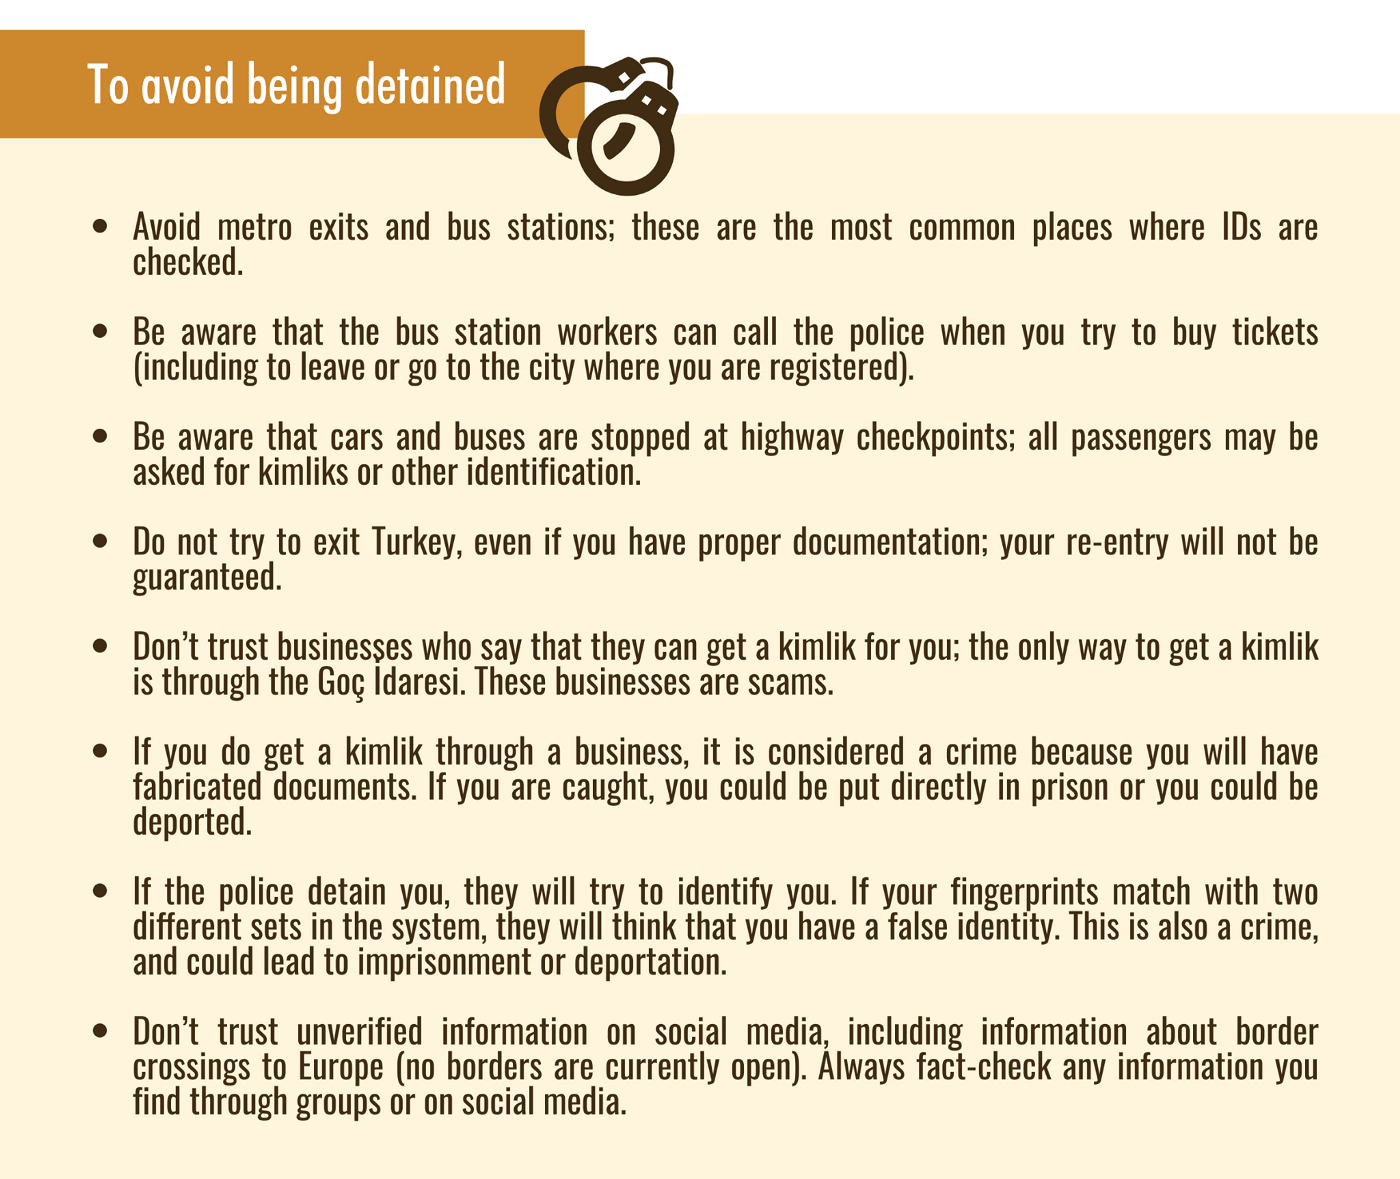 To avoid being detained
• Avoid metro exits and bus stations; these are the most common places where IDs are
checked.
• Be aware that the bus station workers can call the police when you try to buy tickets
(including to leave or go to the city where you are registered).
• Be aware that cars and buses are stopped at highway checkpoints; all passengers may be
asked for kimliks or other identification.
• Do not try to exit Turkey, even if you have proper documentation; your re-entry will not be
guaranteed.
• Don’t trust businesses who say that they can get a kimlik for you; the only way to get a kimlik
is through the Goç İdaresi. These businesses are scams.
• If you do get a kimlik through a business, it is considered a crime because you will have
fabricated documents. If you are caught, you could be put directly in prison or you could be
deported.
• If the police detain you, they will try to identify you. If your fingerprints match with two
different sets in the system, they will think that you have a false identity. This is also a crime,
and could lead to imprisonment or deportation.
• Don’t trust unverified information on social media, including information about border
crossings to Europe (no borders are currently open). Always fact-check any information you
find through groups or on social media.